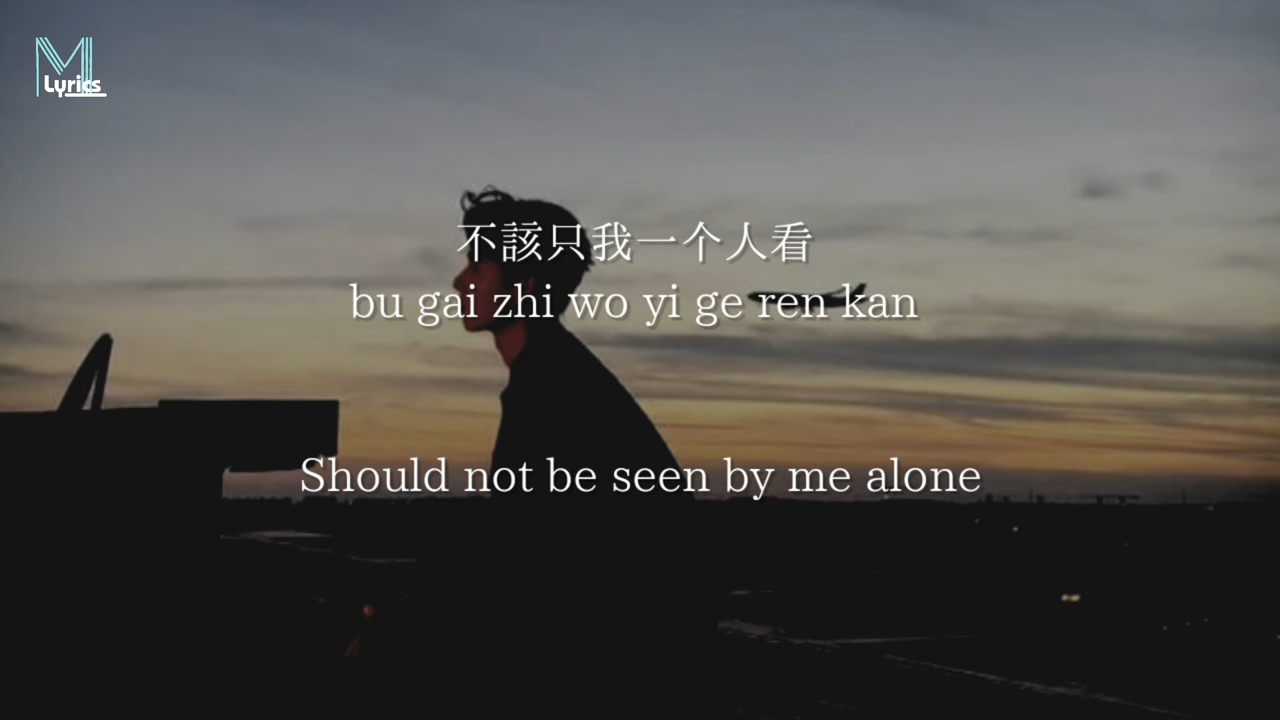 M
Lyrics
不該只我一个人看
bu gai zhi wo yi ge ren kan
Should not be seen by me alone